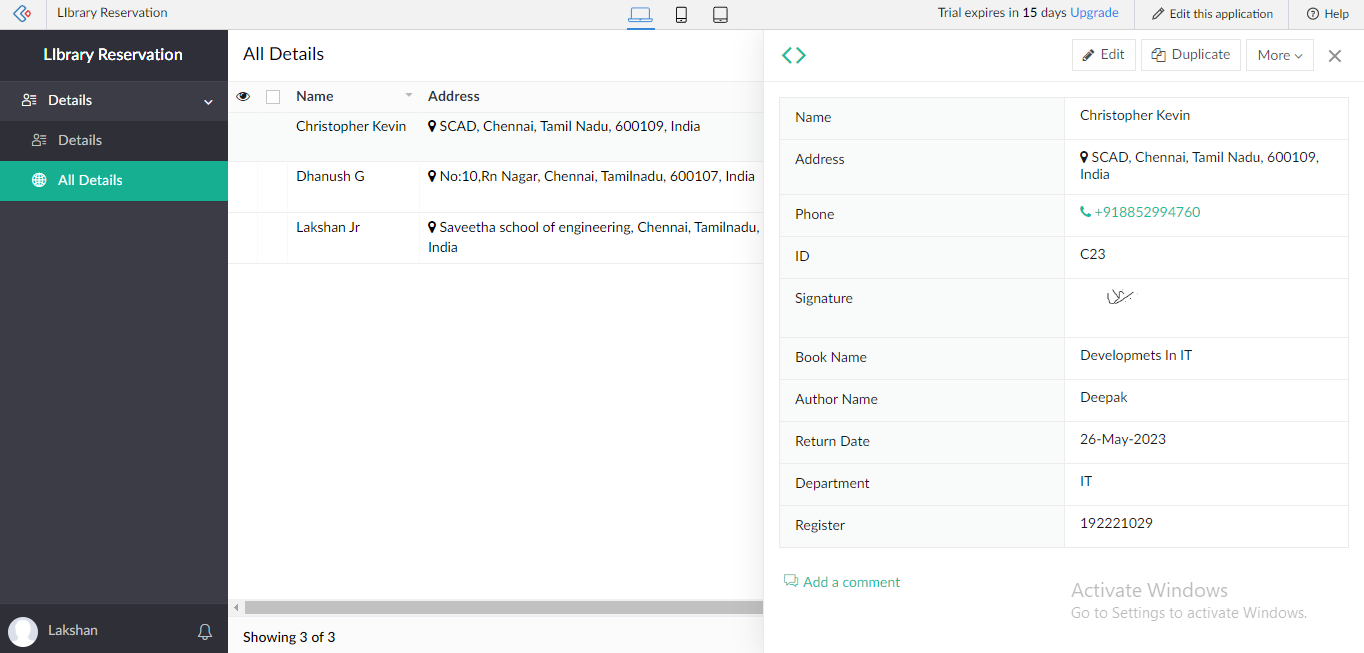 LIbrary Reservation
Trial expires in 15 days Upgrade
Edit this application
Help
LIbrary Reservation
Details
Details
All Details
Lakshan
All Details
Name Address
Christopher Kevin SCAD, Chennai, Tamil Nadu, 600109, India
Dhanush G No:10,Rn Nagar, Chennai, Tamilnadu, 600107, India
Lakshan Jr Saveetha school of engineering, Chennai, Tamilnadu,
India
Showing 3 of 3
Edit Duplicate More
Name Christopher Kevin
Address SCAD, Chennai, Tamil Nadu, 600109,
India
Phone +918852994760
ID C23
Signature
Book Name Developmets In IT
Author Name Deepak
Return Date 26-May-2023
Department IT
Register 192221029
Add a comment
Activate Windows
Go to Settings to activate Windows.